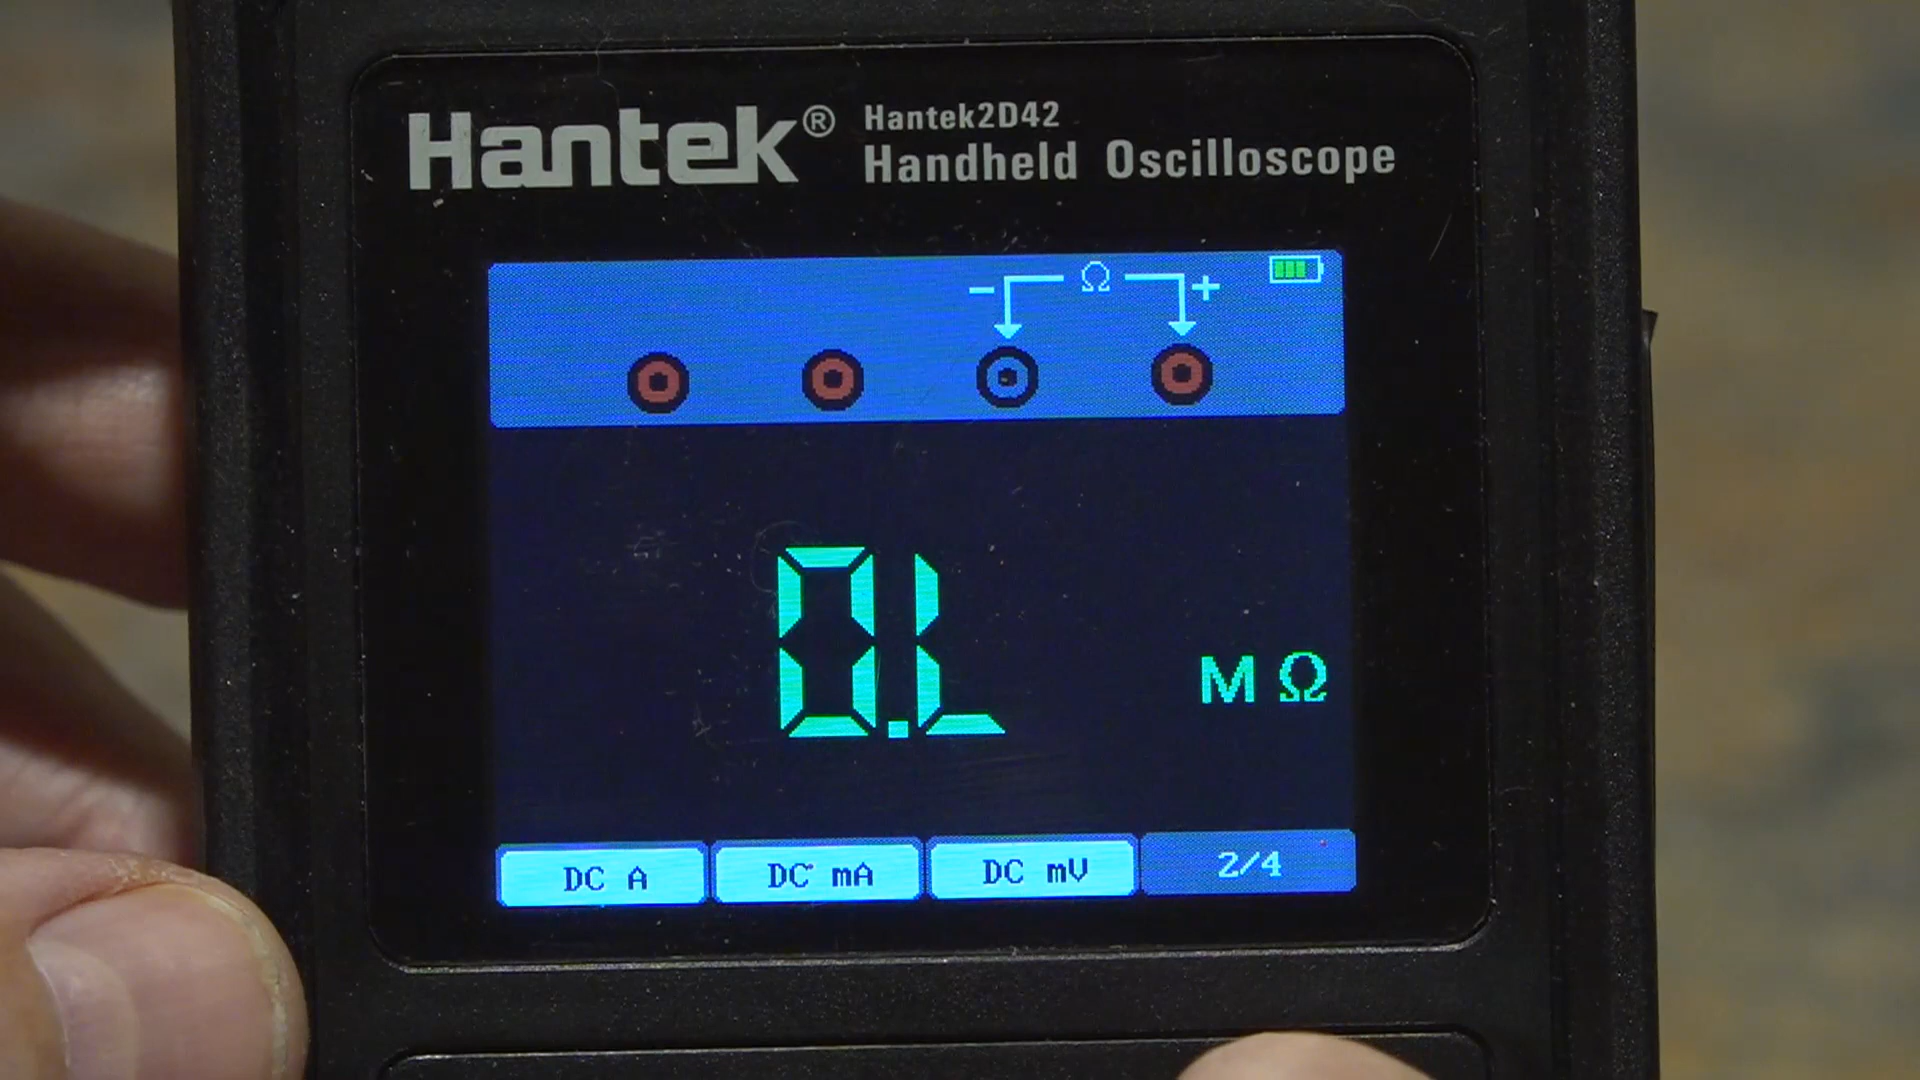 Hantek®
Hantek2D42
Handheld Oscilloscope
- Ω +
0.L
M Ω
DC A
DC mA
DC mV
2/4